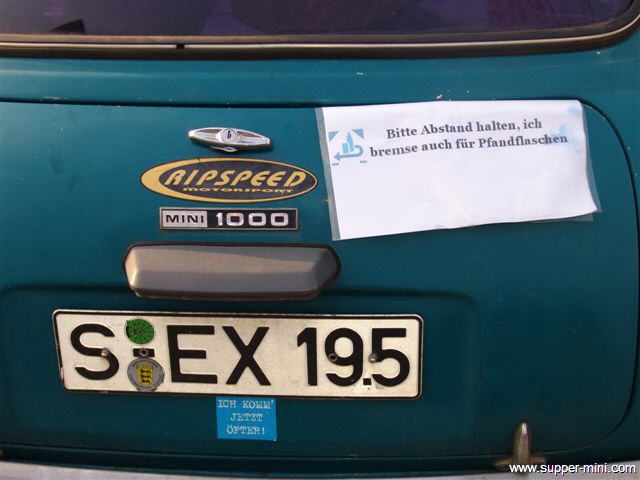 Bitte Abstand halten, ich
bremse auch für Pfandflaschen
RIPSPEED
MOTORSPORT
MINI 1000
S EX 195
ICH KOMM'
JETZT
ÖFTER!
www.supper-mini.com